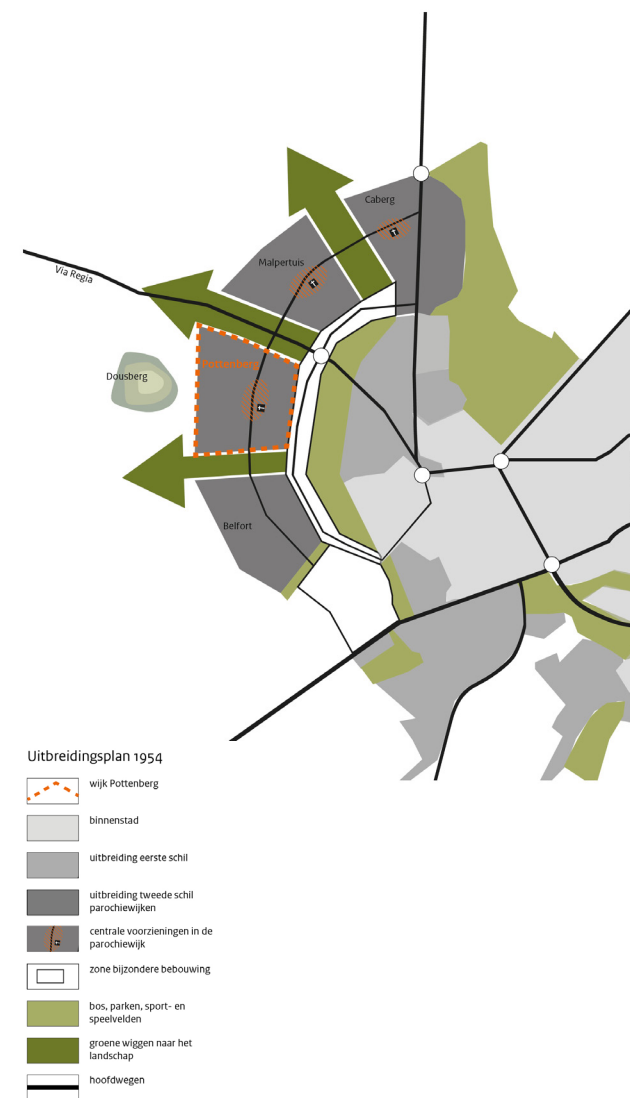 Caberg
Malpertuis
Via Regia
Pottenberg
Dousberg
Belfort
Uitbreidingsplan 1954
wijk Pottenberg
binnenstad
uitbreiding eerste schil
uitbreiding tweede schil
parochiewijken
centrale voorzieningen in de
parochiewijk
zone bijzondere bebouwing
bos, parken, sport- en
speelvelden
groene wiggen naar het
landschap
hoofdwegen